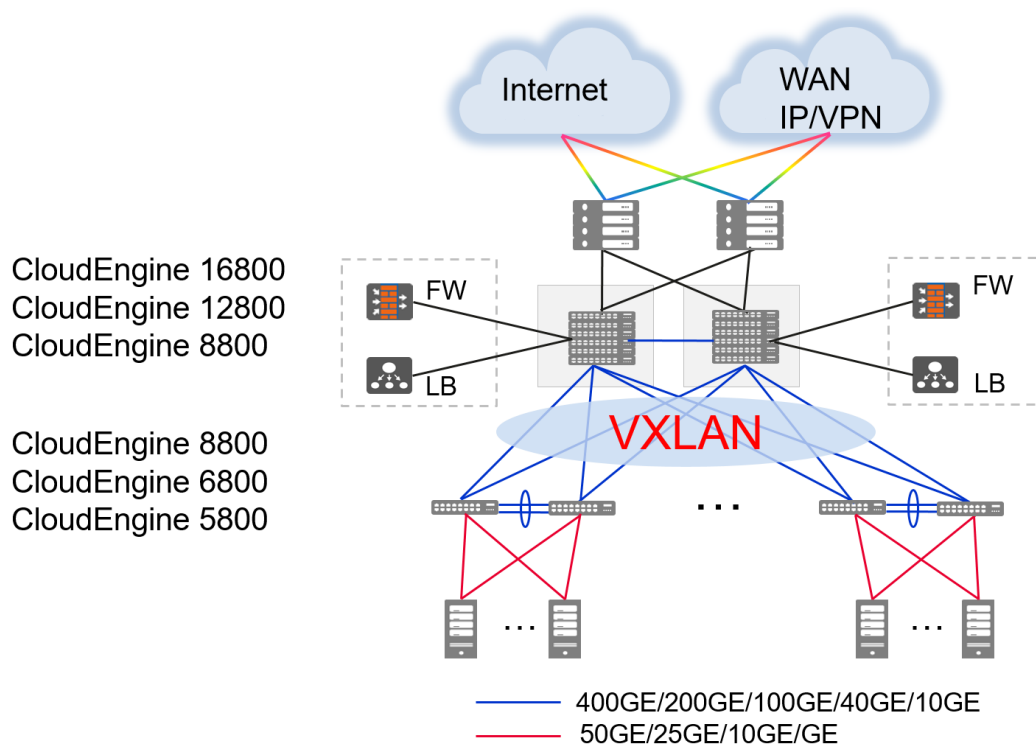 Internet
WAN
IP/VPN
CloudEngine 16800
CloudEngine 12800
CloudEngine 8800
FW
LB
FW
LB
VXLAN
CloudEngine 8800
CloudEngine 6800
CloudEngine 5800
...
... ...
400GE/200GE/100GE/40GE/10GE
50GE/25GE/10GE/GE